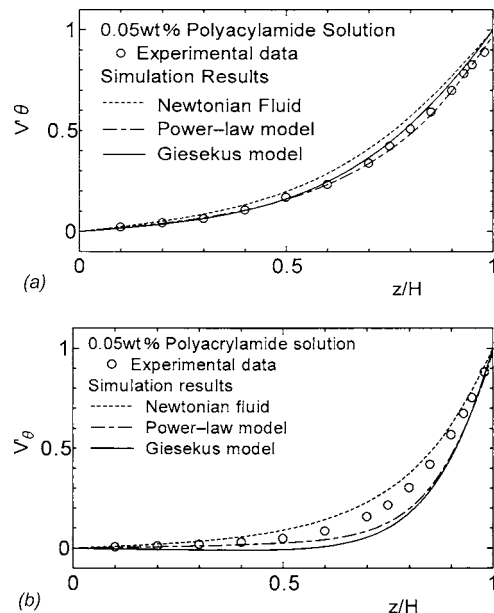 0.05wt% Polyacylamide Solution
Experimental data
Simulation Results
Newtonian Fluid
Power-law model
Giesekus model
1
0.5
0
Vθ
0
0.5
1
z/H
(a)
0.05wt% Polyacrylamide solution
Experimental data
Simulation results
Newtonian fluid
Power-law model
Giesekus model
1
0.5
0
Vθ
0
0.5
1
z/H
(b)